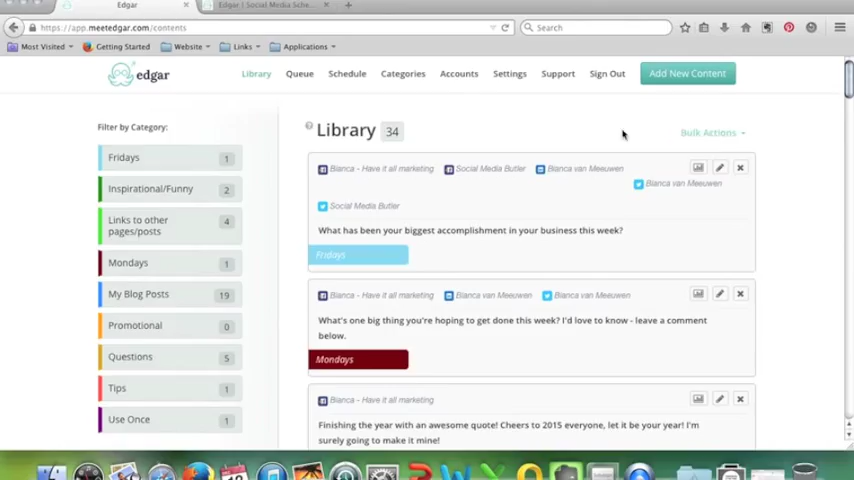 Edgar
Edgar | Social Media Sche...
https://app.meetedgar.com/contents
Search
Most Visited
Getting Started
Website
Links
Applications
edgar
Library
Queue
Schedule
Categories
Accounts
Settings
Support
Sign Out
Add New Content
Filter by Category:
Fridays 1
Inspirational/Funny 2
Links to other
pages/posts 4
Mondays 1
My Blog Posts 19
Promotional 0
Questions 5
Tips 1
Use Once 1
Library 34
Bulk Actions
Bianca - Have it all marketing
Social Media Butler
Bianca van Meeuwen
Bianca van Meeuwen
Social Media Butler
What has been your biggest accomplishment in your business this week?
Fridays
Bianca - Have it all marketing
Bianca van Meeuwen
Bianca van Meeuwen
What's one big thing you're hoping to get done this week? I'd love to know - leave a comment
below.
Mondays
Bianca - Have it all marketing
Finishing the year with an awesome quote! Cheers to 2015 everyone, let it be your year! I'm
surely going to make it mine!